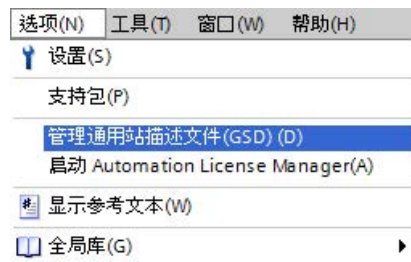 选项(N) 工具(T) 窗口(W) 帮助(H)
设置(S)
支持包(P)
管理通用站描述文件(GSD) (D)
启动 Automation License Manager(A)
显示参考文本(W)
全局库(G)